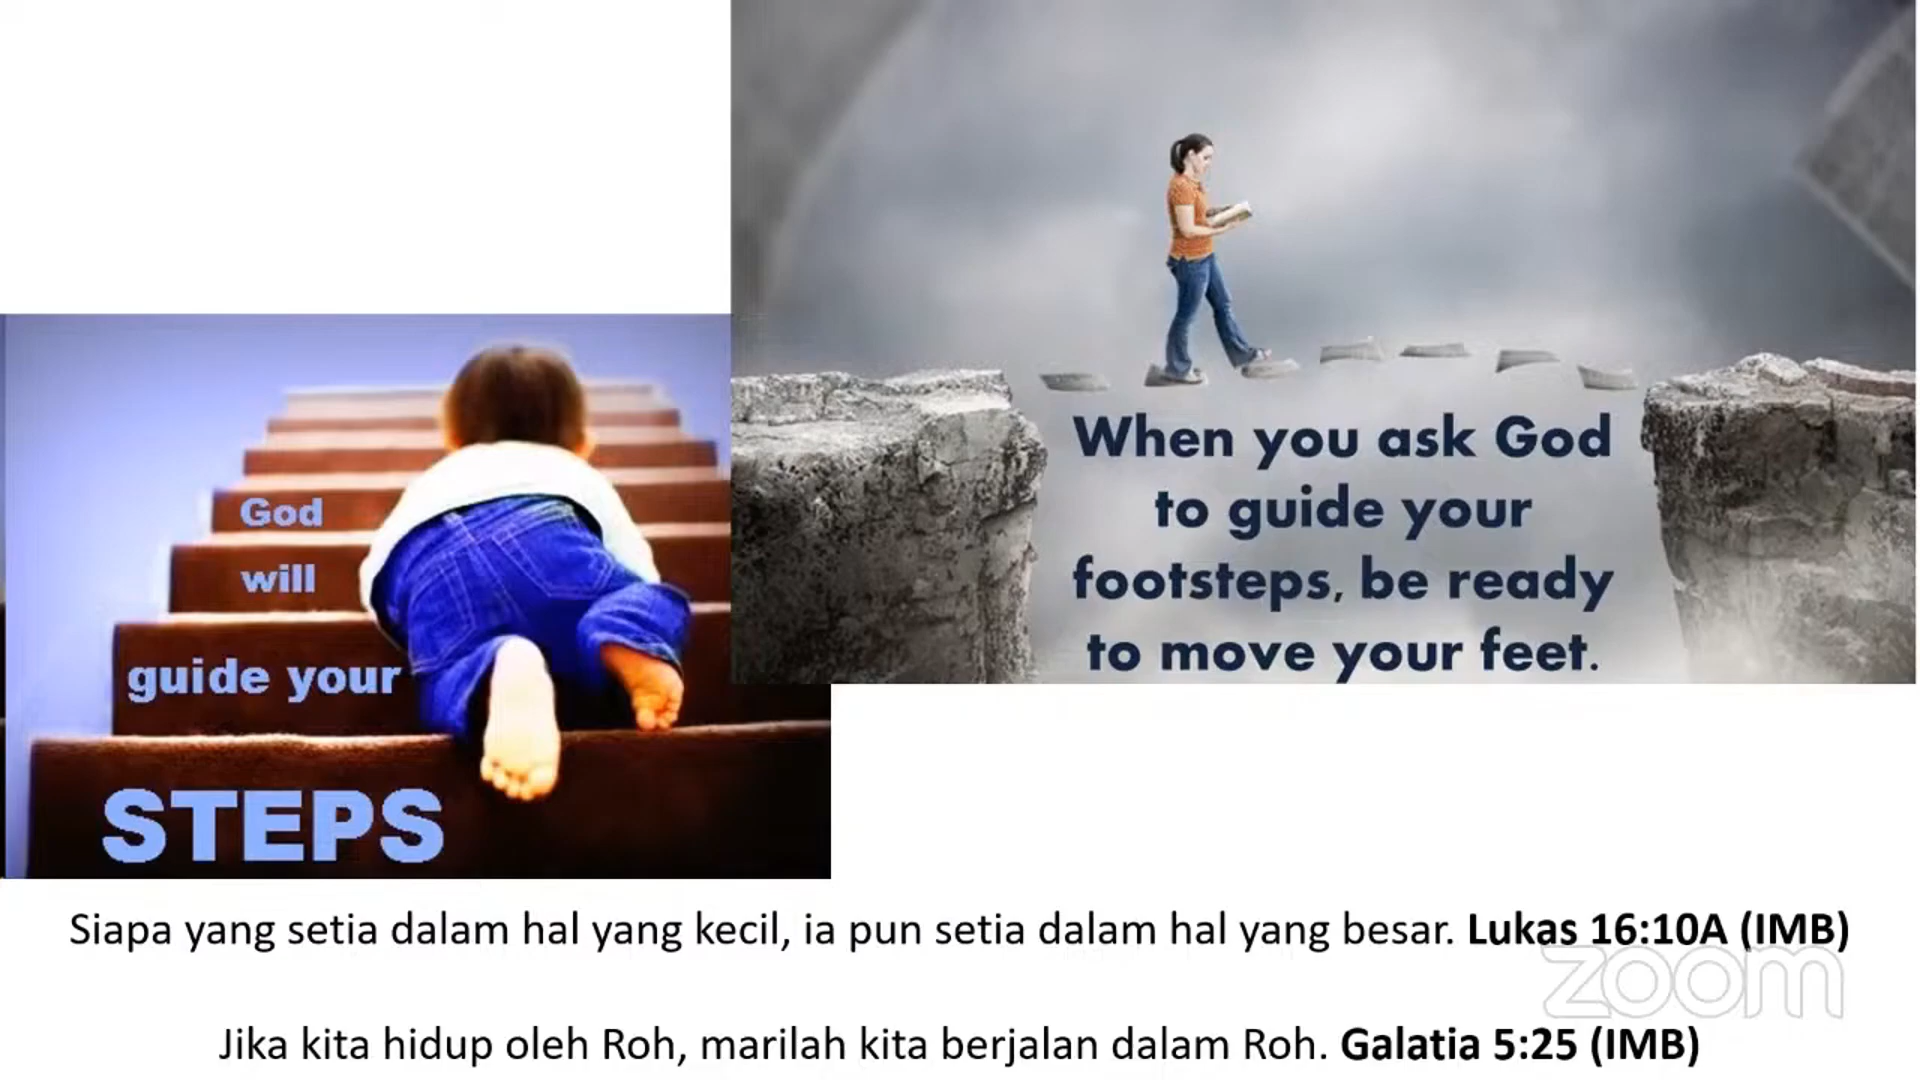 God
will
guide your
STEPS
When you ask God
to guide your
footsteps, be ready
to move your feet.
Siapa yang setia dalam hal yang kecil, ia pun setia dalam hal yang besar. Lukas 16:10A (IMB)
zoom
Jika kita hidup oleh Roh, marilah kita berjalan dalam Roh. Galatia 5:25 (IMB)